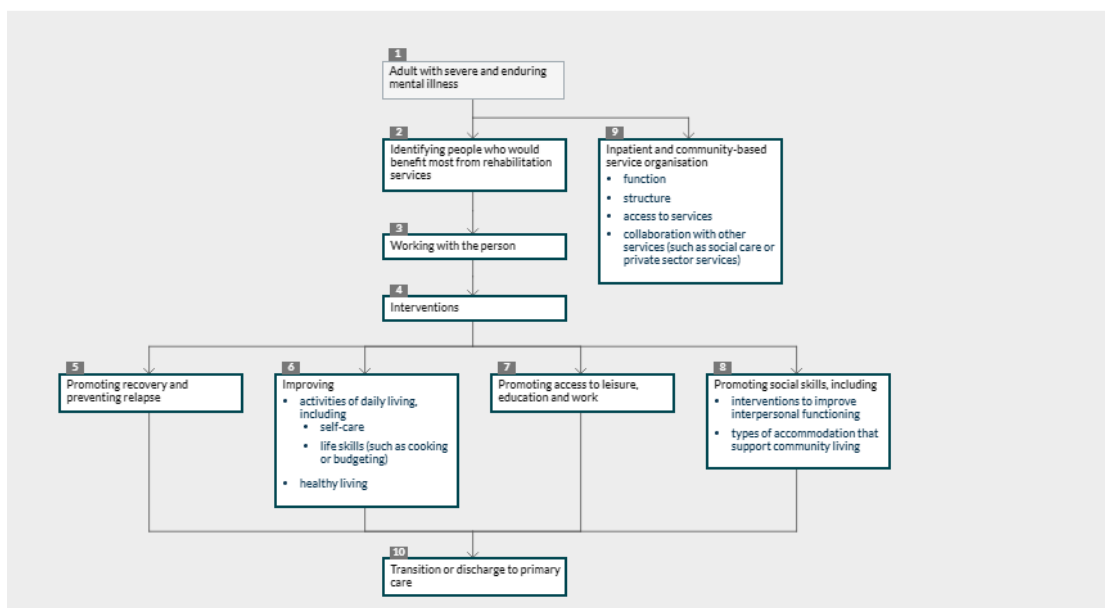 1
Adult with severe and enduring
mental illness
2
Identifying people who would
benefit most from rehabilitation
services
9
Inpatient and community-based
service organisation
function
structure
access to services
collaboration with other
services (such as social care or
private sector services)
3
Working with the person
4
Interventions
5
Promoting recovery and
preventing relapse
6
Improving
activities of daily living,
including
self-care
life skills (such as cooking
or budgeting)
healthy living
7
Promoting access to leisure,
education and work
8
Promoting social skills, including
interventions to improve
interpersonal functioning
types of accommodation that
support community living
10
Transition or discharge to primary
care